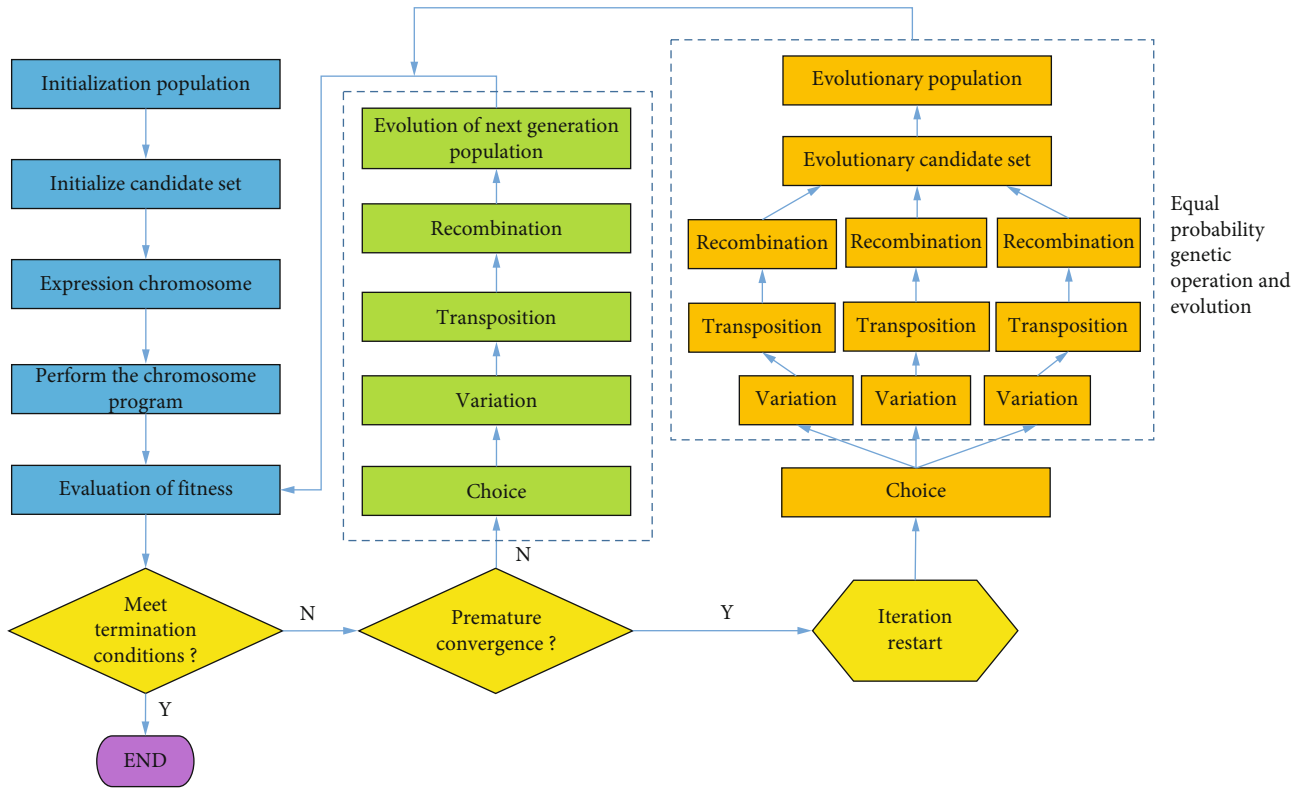 Initialization population
Initialize candidate set
Expression chromosome
Perform the chromosome
program
Evaluation of fitness
Meet
termination
conditions ?
Y
END
N
Evolution of next generation
population
Recombination
Transposition
Variation
Choice
N
Premature
convergence ?
Y
Evolutionary population
Evolutionary candidate set
Recombination
Recombination
Recombination
Transposition
Transposition
Transposition
Variation
Variation
Variation
Choice
Iteration
restart
Equal
probability
genetic
operation and
evolution